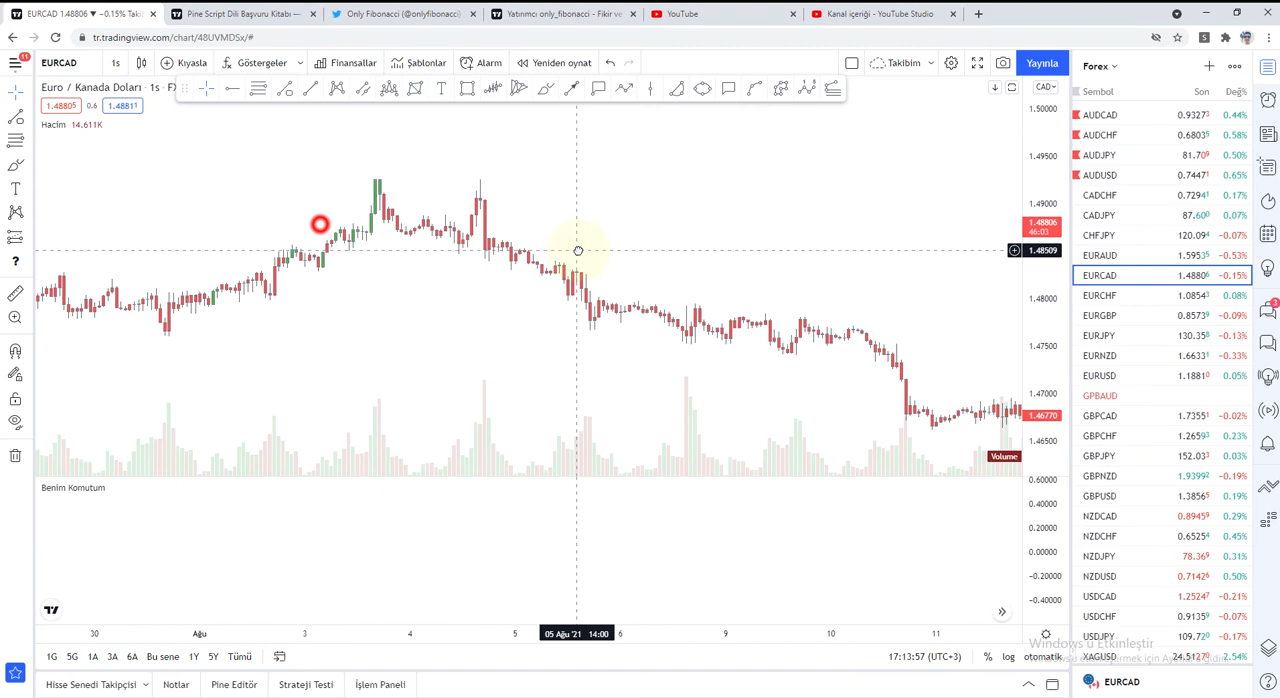 EURCAD 1.48806 ▼ −0.15% Taki
Pine Script Dili Başvuru Kitabı —
Only Fibonacci (@onlyfibonacci)
Yatırımcı only_fibonacci - Fikir ve
YouTube
Kanal içeriği - YouTube Studio
tr.tradingview.com/chart/48UVMDSx/#
11
EURCAD
1s
Kıyasla
Göstergeler
Finansallar
Şablonlar
Alarm
Yeniden oynat
Takibim
Yayınla
Forex
Euro / Kanada Doları · 1s · FX
CAD
Sembol Son Değ%
1.48805 0.6 1.48811
Hacim 14.611K
1.50000
1.49500
1.49000
1.48806
46:03
1.48509
1.48000
1.47500
1.47000
1.46770
1.46500
Volume
AUDCAD 0.93273 0.44%
AUDCHF 0.68035 0.58%
AUDJPY 81.709 0.50%
AUDUSD 0.74471 0.65%
CADCHF 0.72941 0.17%
CADJPY 87.600 0.07%
CHFJPY 120.094 −0.07%
EURAUD 1.59535 −0.53%
EURCAD 1.48806 −0.15%
EURCHF 1.08543 0.08%
EURGBP 0.85739 −0.09%
EURJPY 130.358 −0.13%
EURNZD 1.66331 −0.33%
EURUSD 1.18810 0.05%
GPBAUD
GBPCAD 1.73551 −0.02%
GBPCHF 1.26593 0.23%
GBPJPY 152.033 0.03%
GBPNZD 1.93992 −0.19%
GBPUSD 1.38565 0.19%
NZDCAD 0.89459 0.29%
NZDCHF 0.65254 0.45%
NZDJPY 78.369 0.31%
NZDUSD 0.71426 0.50%
USDCAD 1.25247 −0.21%
USDCHF 0.91359 −0.07%
USDJPY 109.720 −0.17%
XAGUSD 24.5127 2.54%
3
Benim Komutum
0.60000
0.40000
0.20000
0.00000
−0.20000
−0.40000
30 Ağu 3 4 5 05 Ağu '21 14:00 6 9 10 11
Windows'u Etkinleştir
1G 5G 1A 3A 6A Bu sene 1Y 5Y Tümü
17:13:57 (UTC+3)
% log otomatik
Hisse Senedi Takipçisi
Notlar
Pine Editör
Strateji Testi
İşlem Paneli
EURCAD